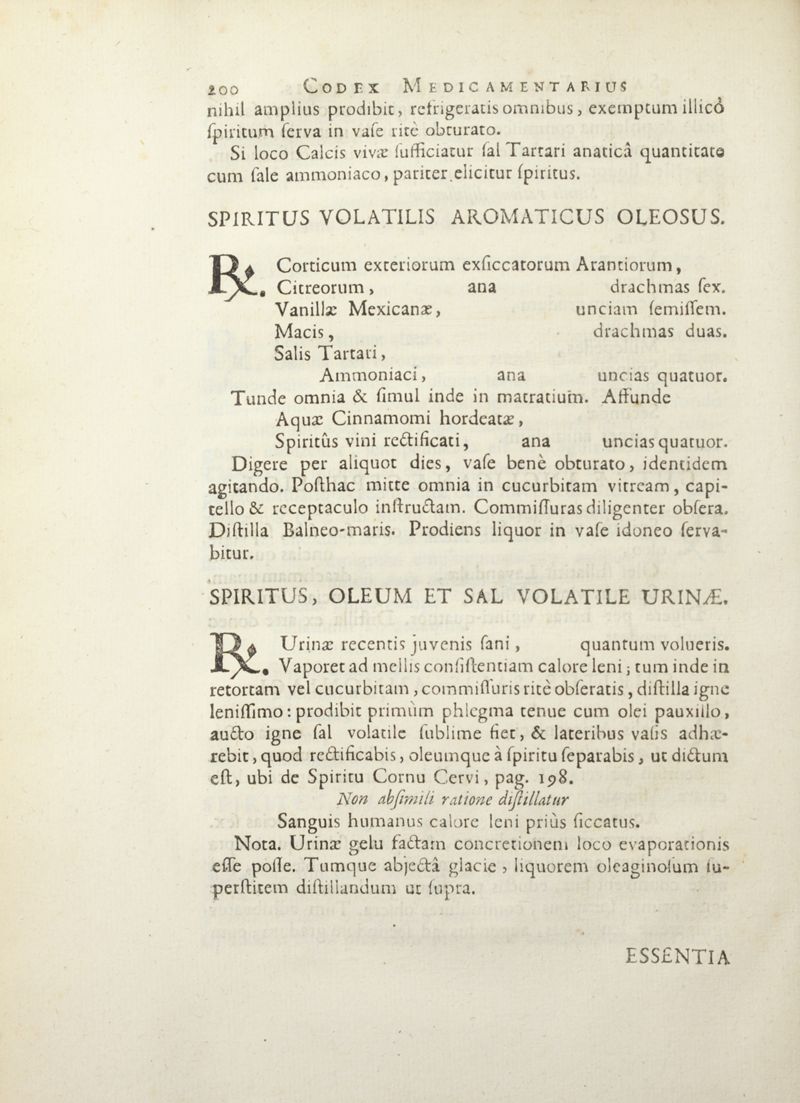 200 CODEX MEDICAMENTARIUS
nihil amplius prodibit, refrigeratis omnibus, exemptum illicó
ſpiritum ſerva in vaſe ritè obturato.
Si loco Calcis vivæ ſufficiatur ſal Tartari anaticâ quantitate
cum ſale ammoniaco, pariter elicitur ſpiritus.
SPIRITUS VOLATILIS AROMATICUS OLEOSUS.
℞. Corticum exteriorum exſiccatorum Arantiorum,
Citreorum, ana drachmas ſex.
Vanillæ Mexicanæ, unciam ſemiſſem.
Macis, drachmas duas.
Salis Tartari,
Ammoniaci, ana uncias quatuor.
Tunde omnia & ſimul inde in matratium. Affunde
Aquæ Cinnamomi hordeatæ,
Spiritûs vini rectificati, ana uncias quatuor.
Digere per aliquot dies, vaſe benè obturato, identidem
agitando. Poſthac mitte omnia in cucurbitam vitream, capi-
tello & receptaculo inſtructam. Commiſſuras diligenter obſera.
Diſtilla Balneo-maris. Prodiens liquor in vaſe idoneo ſerva-
bitur.
SPIRITUS, OLEUM ET SAL VOLATILE URINÆ.
℞. Urinæ recentis juvenis ſani, quantum volueris.
Vaporet ad mellis conſiſtentiam calore leni; tum inde in
retortam vel cucurbitam, commiſſuris ritè obſeratis, diſtilla igne
leniſſimo: prodibit primùm phlegma tenue cum olei pauxillo,
aucto igne ſal volatile ſublime fiet, & lateribus vaſis adhæ-
rebit, quod rectificabis, oleumque à ſpiritu ſeparabis, ut dictum
eſt, ubi de Spiritu Cornu Cervi, pag. 198.
Non abſimili ratione diſtillatur
Sanguis humanus calore leni priùs ſiccatus.
Nota. Urinæ gelu factam concretionem loco evaporationis
eſſe poſſe. Tumque abjectâ glacie, liquorem oleaginoſum ſu-
perſtitem diſtillandum ut ſupra.
ESSENTIA